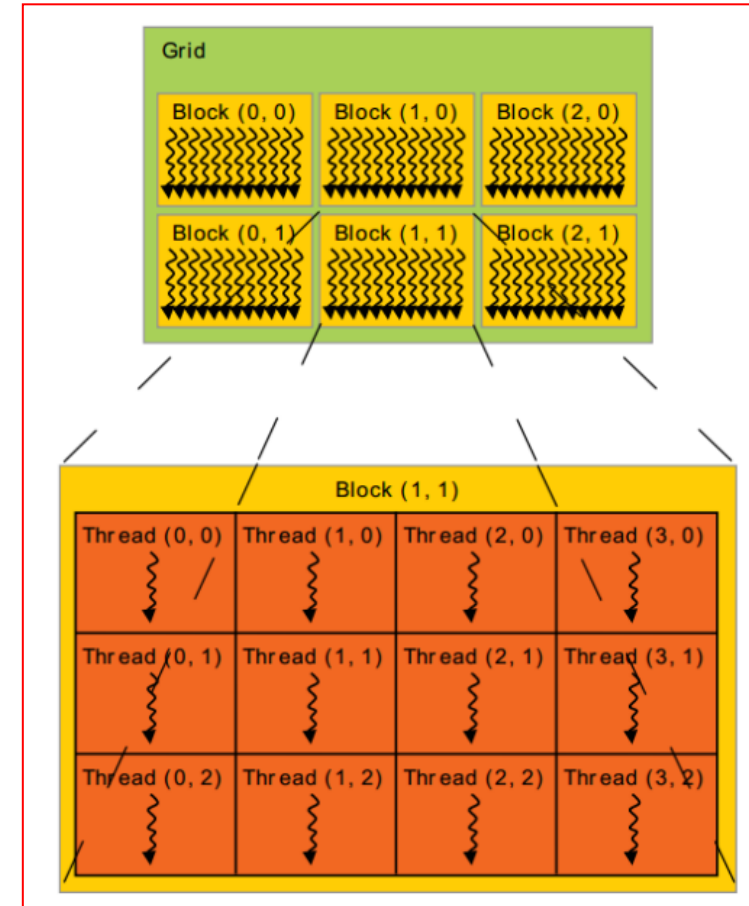 Grid
Block (0, 0) Block (1, 0) Block (2, 0)
Block (0, 1) Block (1, 1) Block (2, 1)
Block (1, 1)
Thread (0, 0) Thread (1, 0) Thread (2, 0) Thread (3, 0)
Thread (0, 1) Thread (1, 1) Thread (2, 1) Thread (3, 1)
Thread (0, 2) Thread (1, 2) Thread (2, 2) Thread (3, 2)